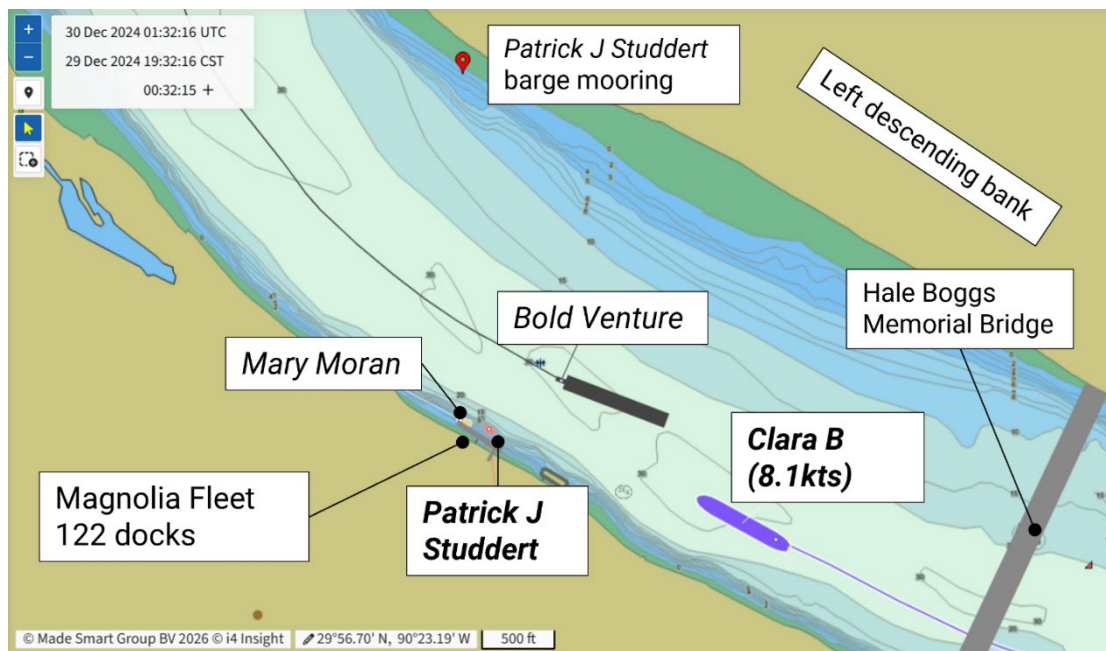 30 Dec 2024 01:32:16 UTC
29 Dec 2024 19:32:16 CST
00:32:15 +
Patrick J Studdert
barge mooring
Left descending
bank
Hale Boggs
Memorial Bridge
Bold Venture
Mary Moran
Clara B
(8.1kts)
Magnolia Fleet
122 docks
Patrick J
Studdert
© Made Smart Group BV 2026 © i4 Insight
29°56.70' N, 90°23.19' W
500 ft